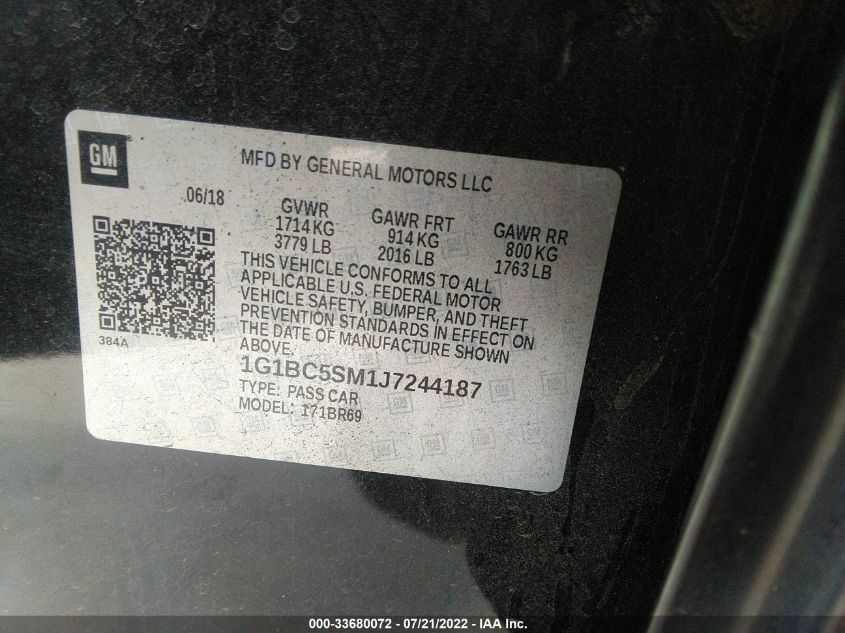 GM
MFD BY GENERAL MOTORS LLC
06/18
GVWR
1714 KG
3779 LB
GAWR FRT
914 KG
2016 LB
GAWR RR
800 KG
1763 LB
THIS VEHICLE CONFORMS TO ALL
APPLICABLE U.S. FEDERAL MOTOR
VEHICLE SAFETY, BUMPER, AND THEFT
PREVENTION STANDARDS IN EFFECT ON
THE DATE OF MANUFACTURE SHOWN
ABOVE.
384A
1G1BC5SM1J7244187
TYPE: PASS CAR
MODEL: 171BR69
000-33680072 - 07/21/2022 - IAA Inc.